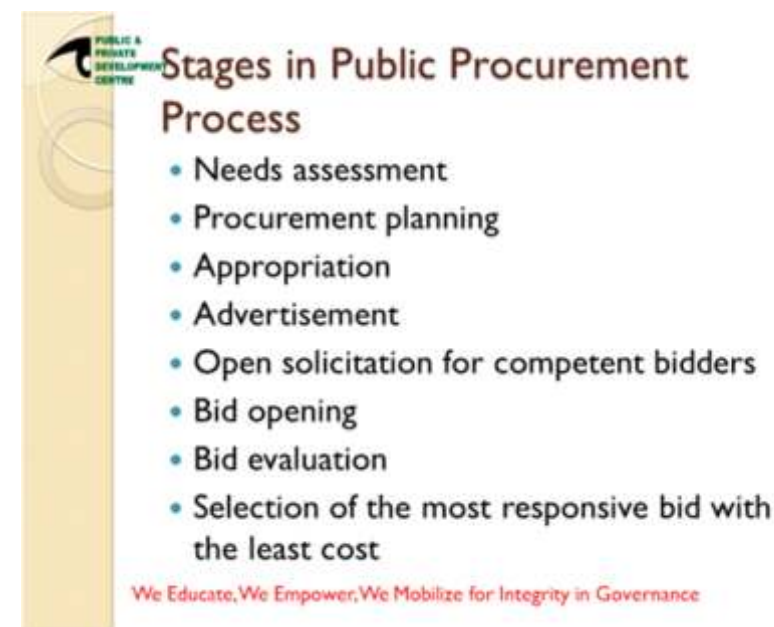 PUBLIC &
PRIVATE
DEVELOPMENT
CENTRE
Stages in Public Procurement
Process
• Needs assessment
• Procurement planning
• Appropriation
• Advertisement
• Open solicitation for competent bidders
• Bid opening
• Bid evaluation
• Selection of the most responsive bid with
the least cost
We Educate, We Empower, We Mobilize for Integrity in Governance